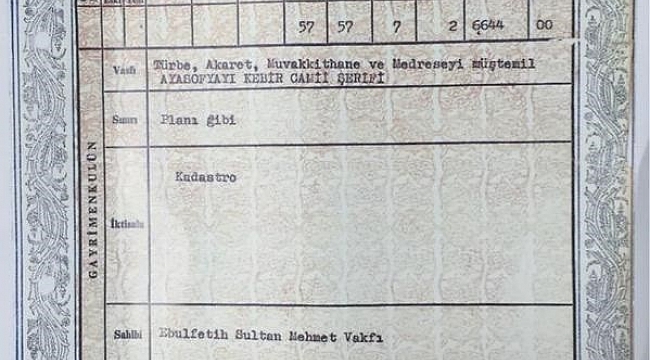 57 57 7 2 6644 00
GAYRİMENKULÜN
Vasfı
Türbe, Akaret, Muvakkithane ve Medreseyi müştemil
AYASOFYAYI KEBİR CAMİİ ŞERİFİ
Sınırı
Planı gibi
Kadastro
İktisabı
Sahibi
Ebulfetih Sultan Mehmet Vakfı